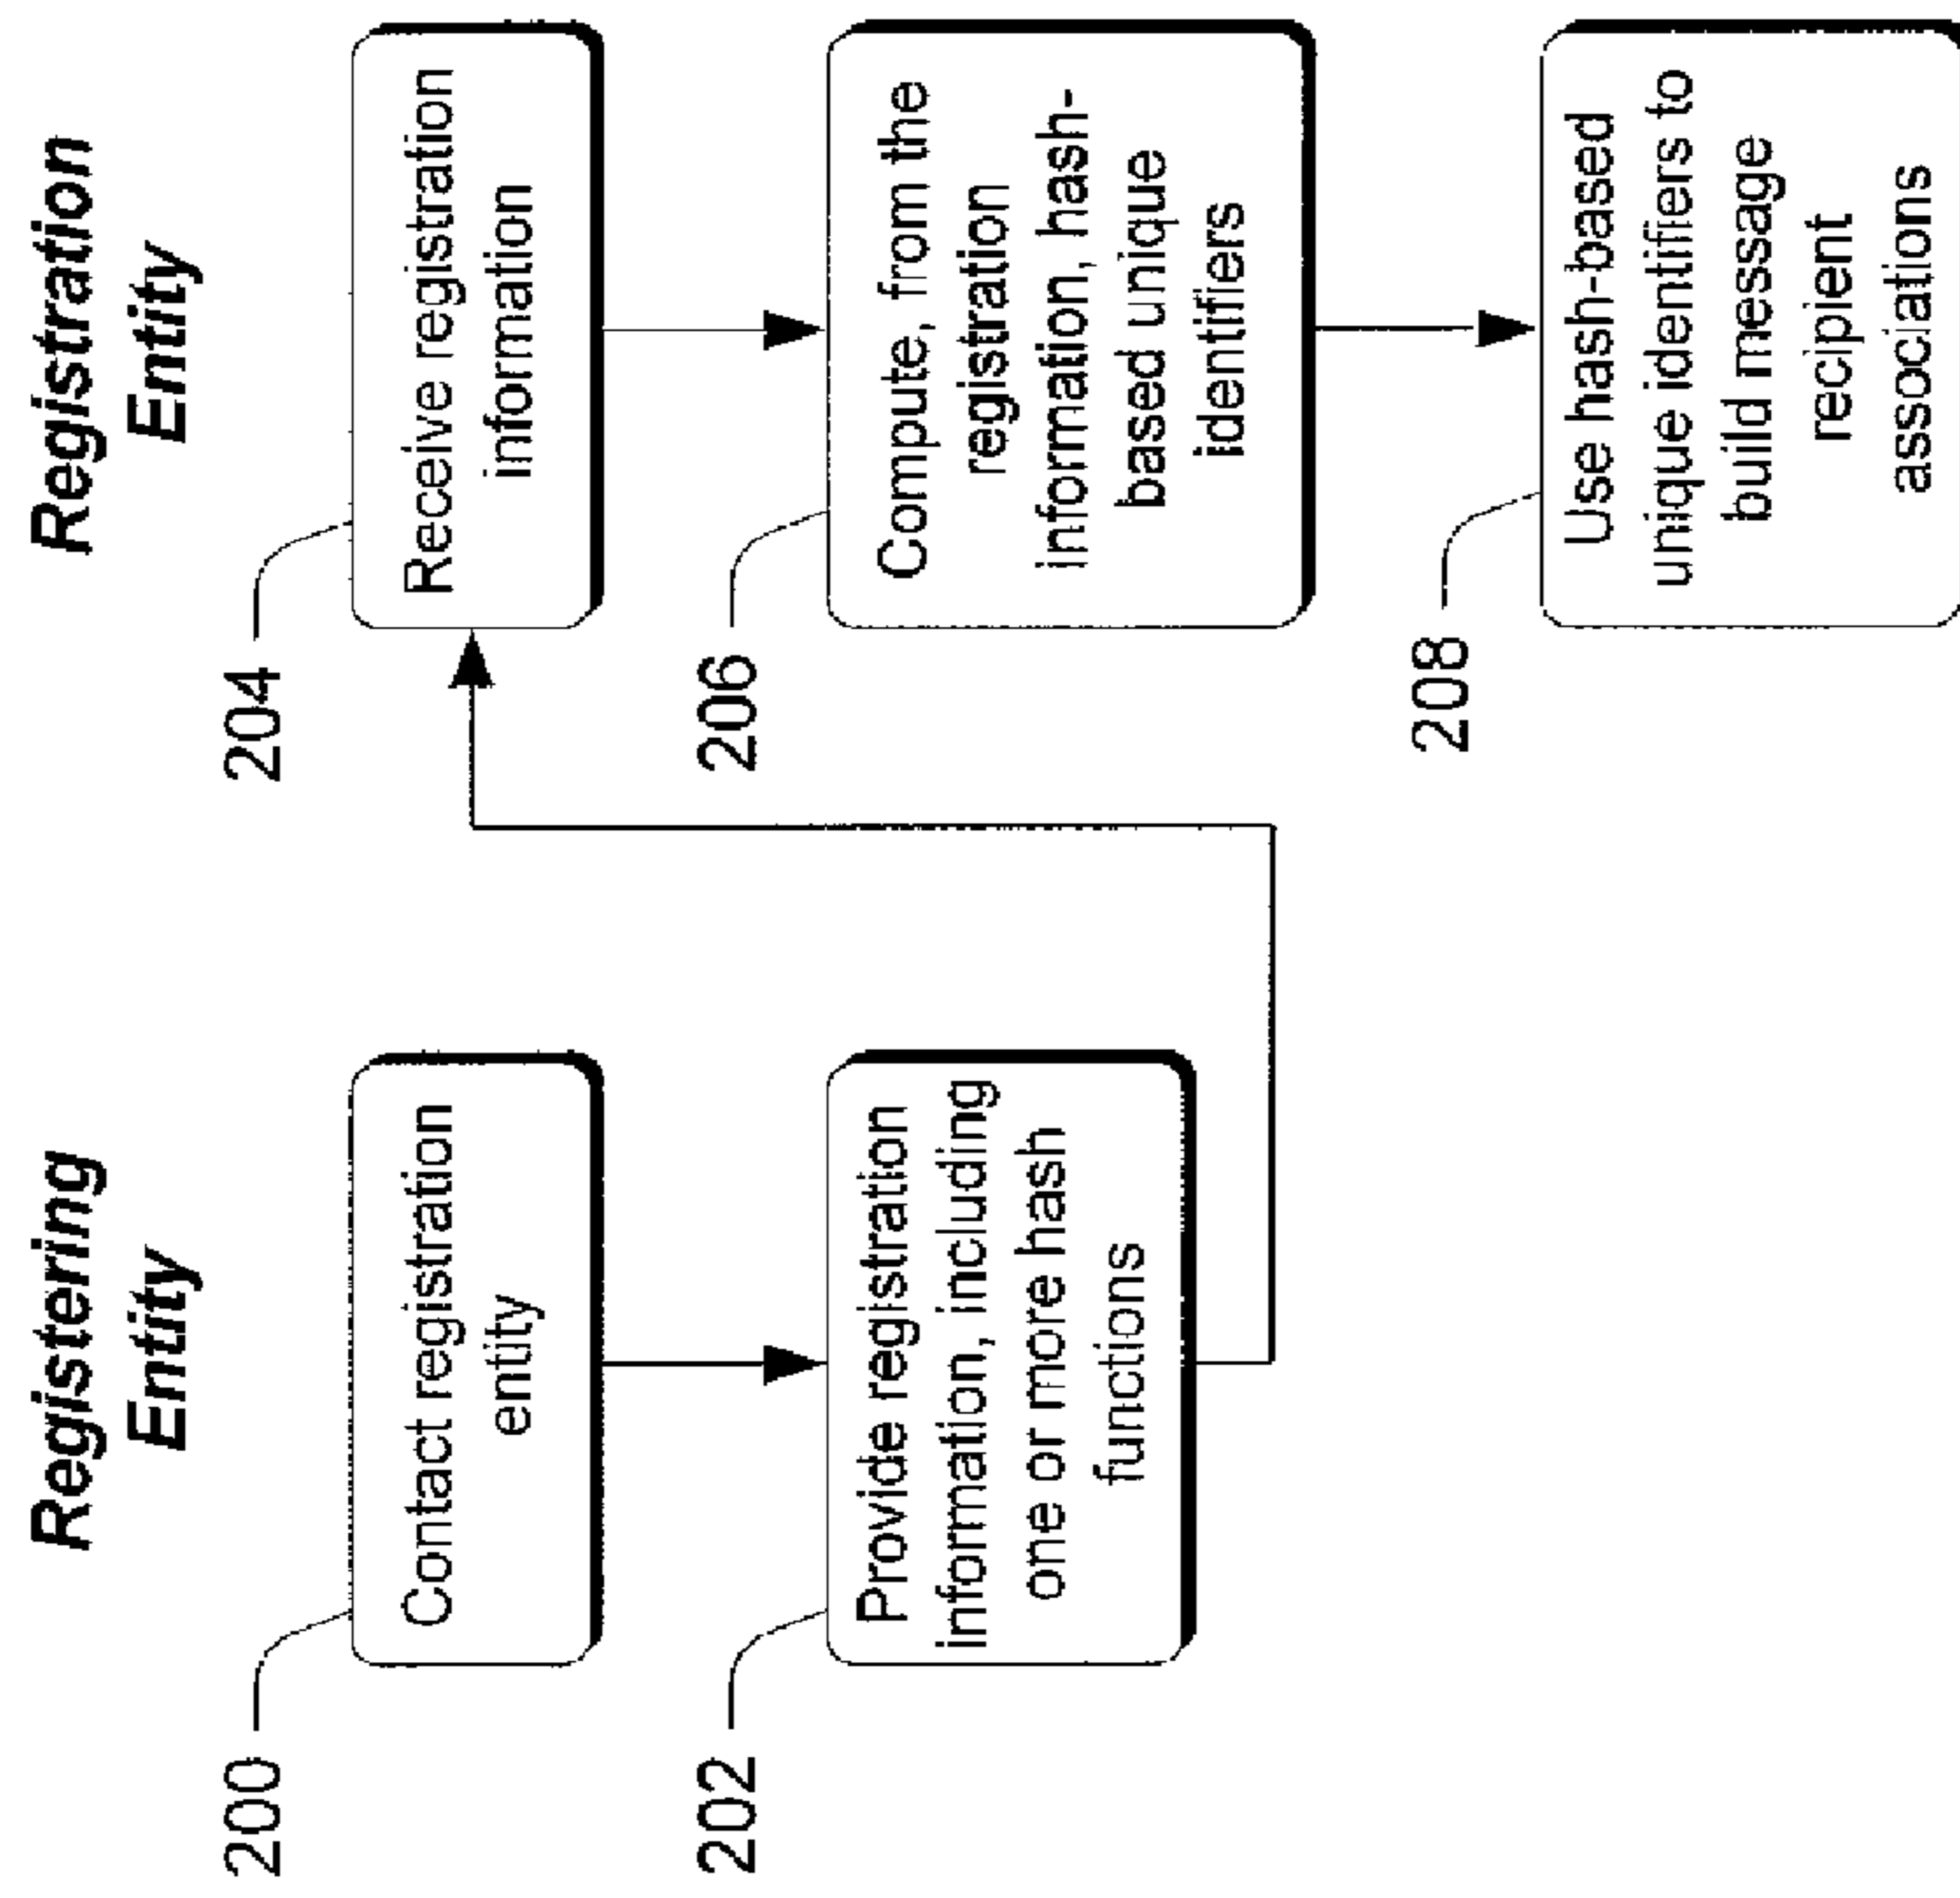 Registering
Entity
200
Contact registration
entity
202
Provide registration
information, including
one or more hash
functions
Registration
Entity
204
Receive registration
information
206
Compute, from the
registration
information, hash-
based unique
identifiers
208
Use hash-based
unique identifiers to
build message
recipient
associations